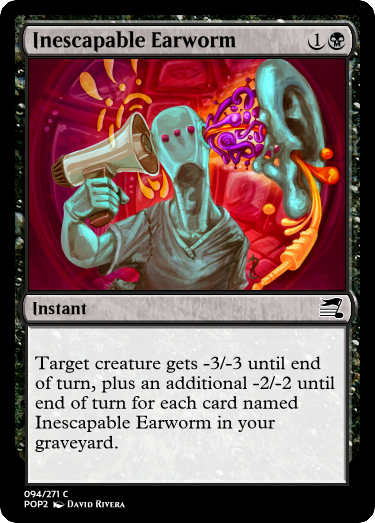 Inescapable Earworm 1
Instant
Target creature gets -3/-3 until end
of turn, plus an additional -2/-2 until
end of turn for each card named
Inescapable Earworm in your
graveyard.
094/271 C
POP2 David Rivera